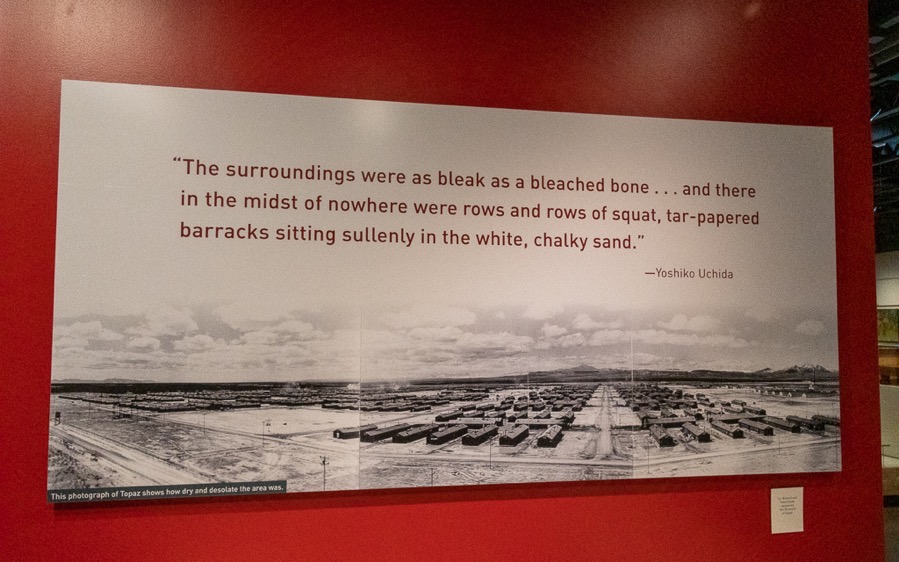 “The surroundings were as bleak as a bleached bone . . . and there
in the midst of nowhere were rows and rows of squat, tar-papered
barracks sitting sullenly in the white, chalky sand.”
—Yoshiko Uchida
This photograph of Topaz shows how dry and desolate the area was.